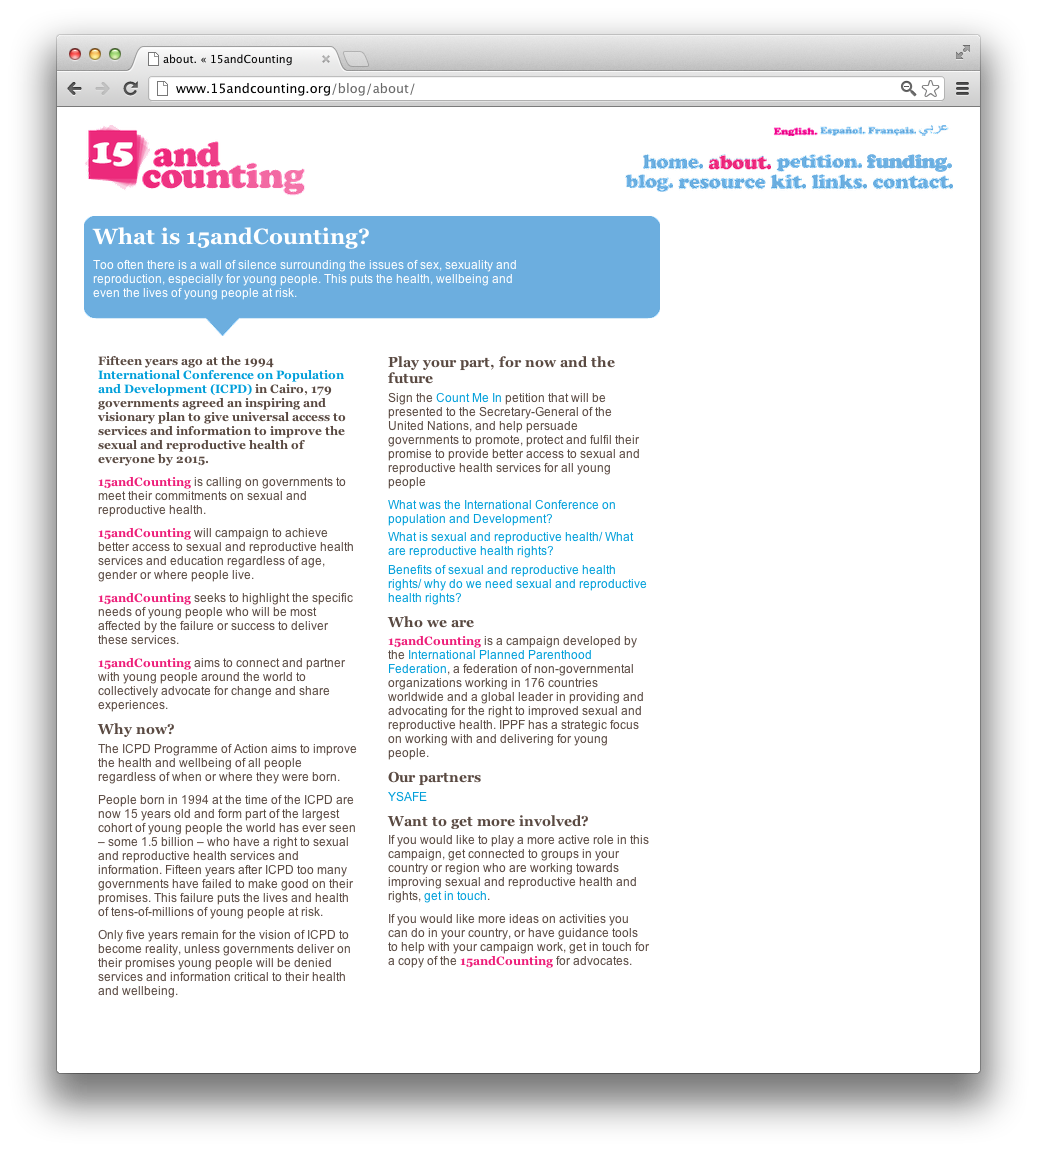 about. « 15andCounting
www.15andcounting.org/blog/about/
English. Español. Français. عربي
15 and
counting
home. about. petition. funding.
blog. resource kit. links. contact.
What is 15andCounting?
Too often there is a wall of silence surrounding the issues of sex, sexuality and
reproduction, especially for young people. This puts the health, wellbeing and
even the lives of young people at risk.
Fifteen years ago at the 1994
International Conference on Population
and Development (ICPD) in Cairo, 179
governments agreed an inspiring and
visionary plan to give universal access to
services and information to improve the
sexual and reproductive health of
everyone by 2015.
15andCounting is calling on governments to
meet their commitments on sexual and
reproductive health.
15andCounting will campaign to achieve
better access to sexual and reproductive health
services and education regardless of age,
gender or where people live.
15andCounting seeks to highlight the specific
needs of young people who will be most
affected by the failure or success to deliver
these services.
15andCounting aims to connect and partner
with young people around the world to
collectively advocate for change and share
experiences.
Why now?
The ICPD Programme of Action aims to improve
the health and wellbeing of all people
regardless of when or where they were born.
People born in 1994 at the time of the ICPD are
now 15 years old and form part of the largest
cohort of young people the world has ever seen
– some 1.5 billion – who have a right to sexual
and reproductive health services and
information. Fifteen years after ICPD too many
governments have failed to make good on their
promises. This failure puts the lives and health
of tens-of-millions of young people at risk.
Only five years remain for the vision of ICPD to
become reality, unless governments deliver on
their promises young people will be denied
services and information critical to their health
and wellbeing.
Play your part, for now and the
future
Sign the Count Me In petition that will be
presented to the Secretary-General of the
United Nations, and help persuade
governments to promote, protect and fulfil their
promise to provide better access to sexual and
reproductive health services for all young
people
What was the International Conference on
population and Development?
What is sexual and reproductive health/ What
are reproductive health rights?
Benefits of sexual and reproductive health
rights/ why do we need sexual and reproductive
health rights?
Who we are
15andCounting is a campaign developed by
the International Planned Parenthood
Federation, a federation of non-governmental
organizations working in 176 countries
worldwide and a global leader in providing and
advocating for the right to improved sexual and
reproductive health. IPPF has a strategic focus
on working with and delivering for young
people.
Our partners
YSAFE
Want to get more involved?
If you would like to play a more active role in this
campaign, get connected to groups in your
country or region who are working towards
improving sexual and reproductive health and
rights, get in touch.
If you would like more ideas on activities you
can do in your country, or have guidance tools
to help with your campaign work, get in touch for
a copy of the 15andCounting for advocates.